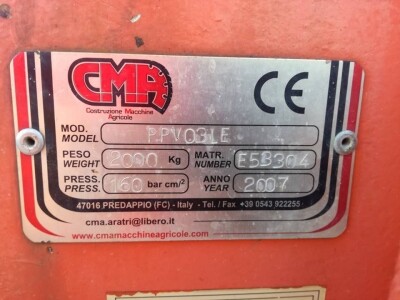 CMA CE
Costruzione Macchine
Agricole
MOD.
MODEL PPV03LE
PESO
WEIGHT 2000 Kg MATR.
NUMBER E5B304
PRESS.
PRESS. 160 bar cm² ANNO
YEAR 2007
47016 PREDAPPIO (FC) - Italy - Tel. / Fax +39 0543 922255
cma.aratri@libero.it
www.cmamacchineagricole.com